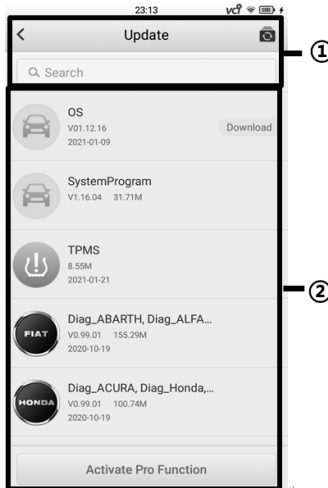 23:13
VCI
100
Update
①
Search
OS
V01.12.16
Download
2021-01-09
SystemProgram
V1.16.04 31.71M
TPMS
8.55M
2021-01-21
②
Diag_ABARTH, Diag_ALFA...
FIAT
V0.99.01 155.29M
2020-10-19
Diag_ACURA, Diag_Honda,...
HONDA
V0.99.01 100.74M
2020-10-19
Activate Pro Function